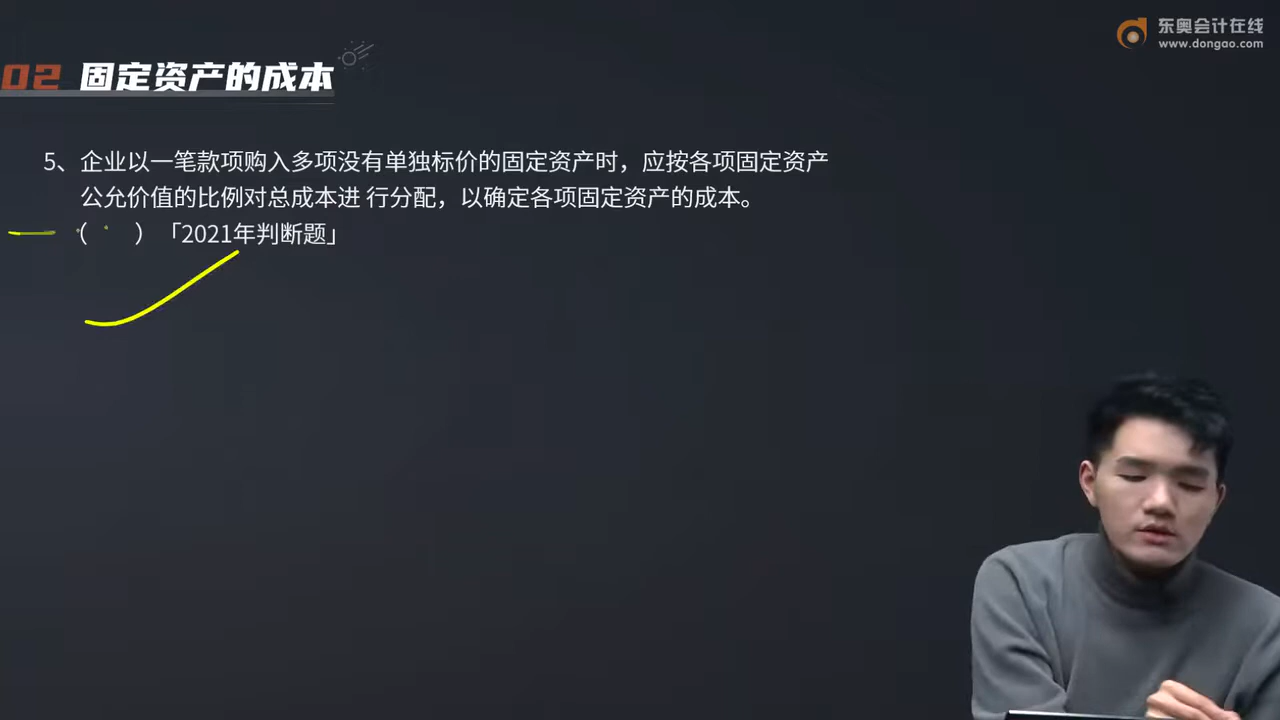 东奥会计在线
www.dongao.com
02 固定资产的成本
5、企业以一笔款项购入多项没有单独标价的固定资产时，应按各项固定资产
公允价值的比例对总成本进 行分配，以确定各项固定资产的成本。
（ ）「2021年判断题」